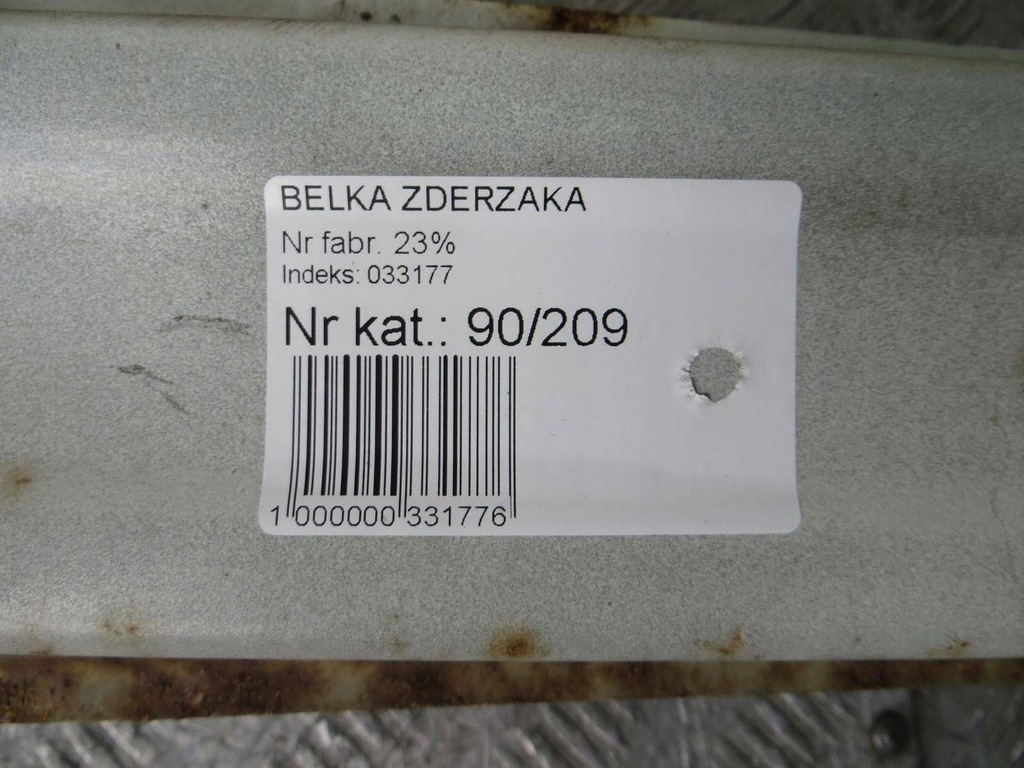 BELKA ZDERZAKA
Nr fabr. 23%
Indeks: 033177
Nr kat.: 90/209
1 000000 331776